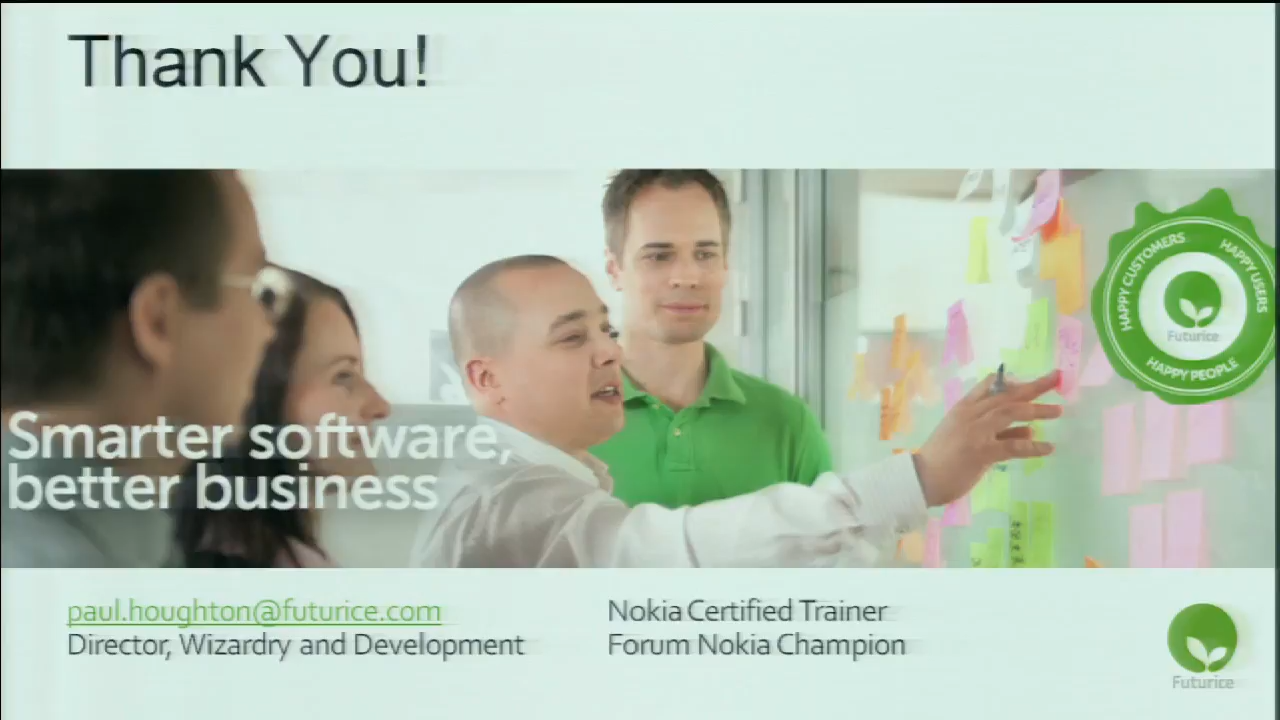 Thank You!
HAPPY CUSTOMERS
HAPPY USERS
Futurice
HAPPY PEOPLE
Smarter software,
better business
paul.houghton@futurice.com
Director, Wizardry and Development
Nokia Certified Trainer
Forum Nokia Champion
Futurice